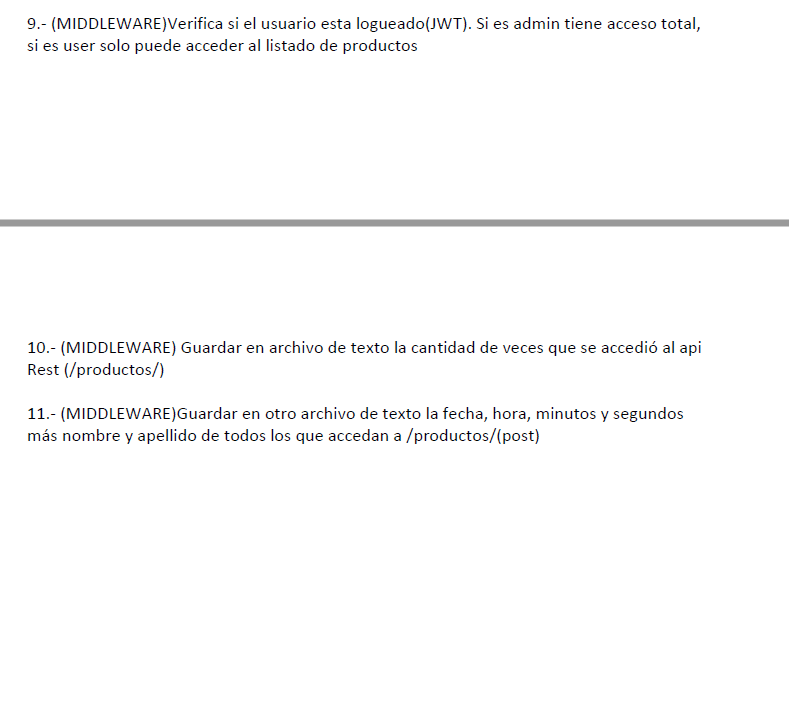 9.- (MIDDLEWARE)Verifica si el usuario esta logueado(JWT). Si es admin tiene acceso total,
si es user solo puede acceder al listado de productos
10.- (MIDDLEWARE) Guardar en archivo de texto la cantidad de veces que se accedió al api
Rest (/productos/)
11.- (MIDDLEWARE)Guardar en otro archivo de texto la fecha, hora, minutos y segundos
más nombre y apellido de todos los que accedan a /productos/(post)